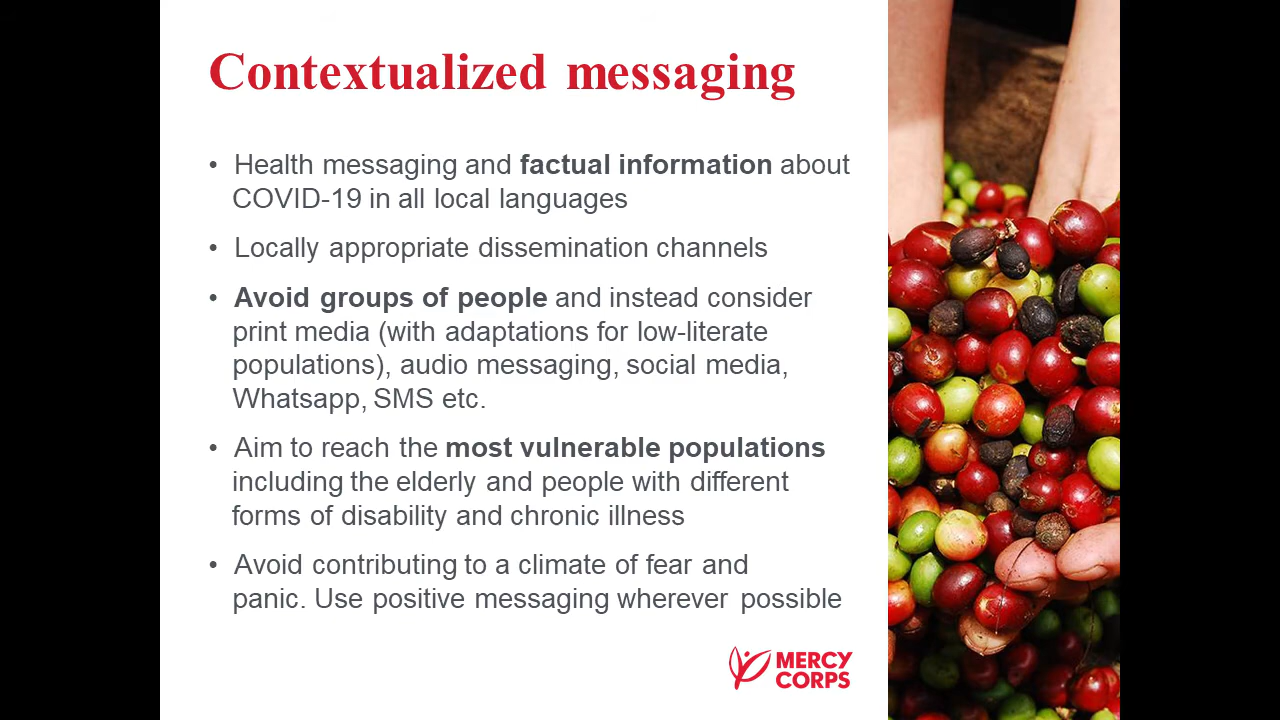 Contextualized messaging
• Health messaging and factual information about
COVID-19 in all local languages
• Locally appropriate dissemination channels
• Avoid groups of people and instead consider
print media (with adaptations for low-literate
populations), audio messaging, social media,
Whatsapp, SMS etc.
• Aim to reach the most vulnerable populations
including the elderly and people with different
forms of disability and chronic illness
• Avoid contributing to a climate of fear and
panic. Use positive messaging wherever possible
MERCY
CORPS